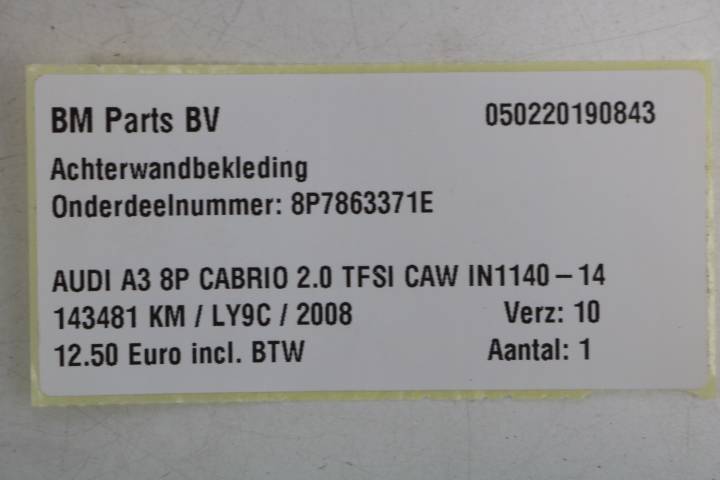 BM Parts BV 050220190843
Achterwandbekleding
Onderdeelnummer: 8P7863371E
AUDI A3 8P CABRIO 2.0 TFSI CAW IN1140-14
143481 KM / LY9C / 2008 Verz: 10
12.50 Euro incl. BTW Aantal: 1